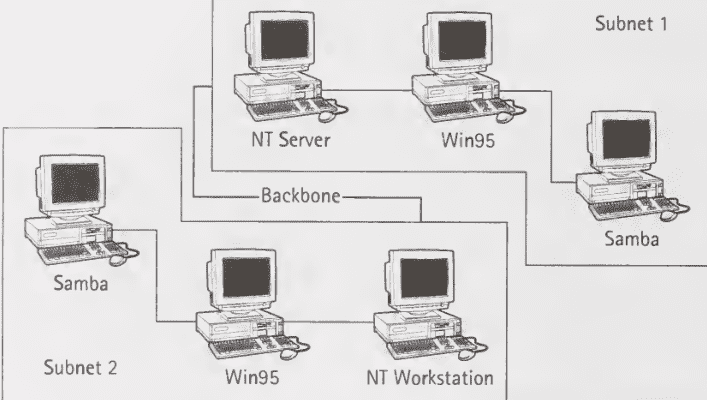 Subnet 1
NT Server
Win95
Samba
Backbone
Samba
Win95
NT Workstation
Subnet 2